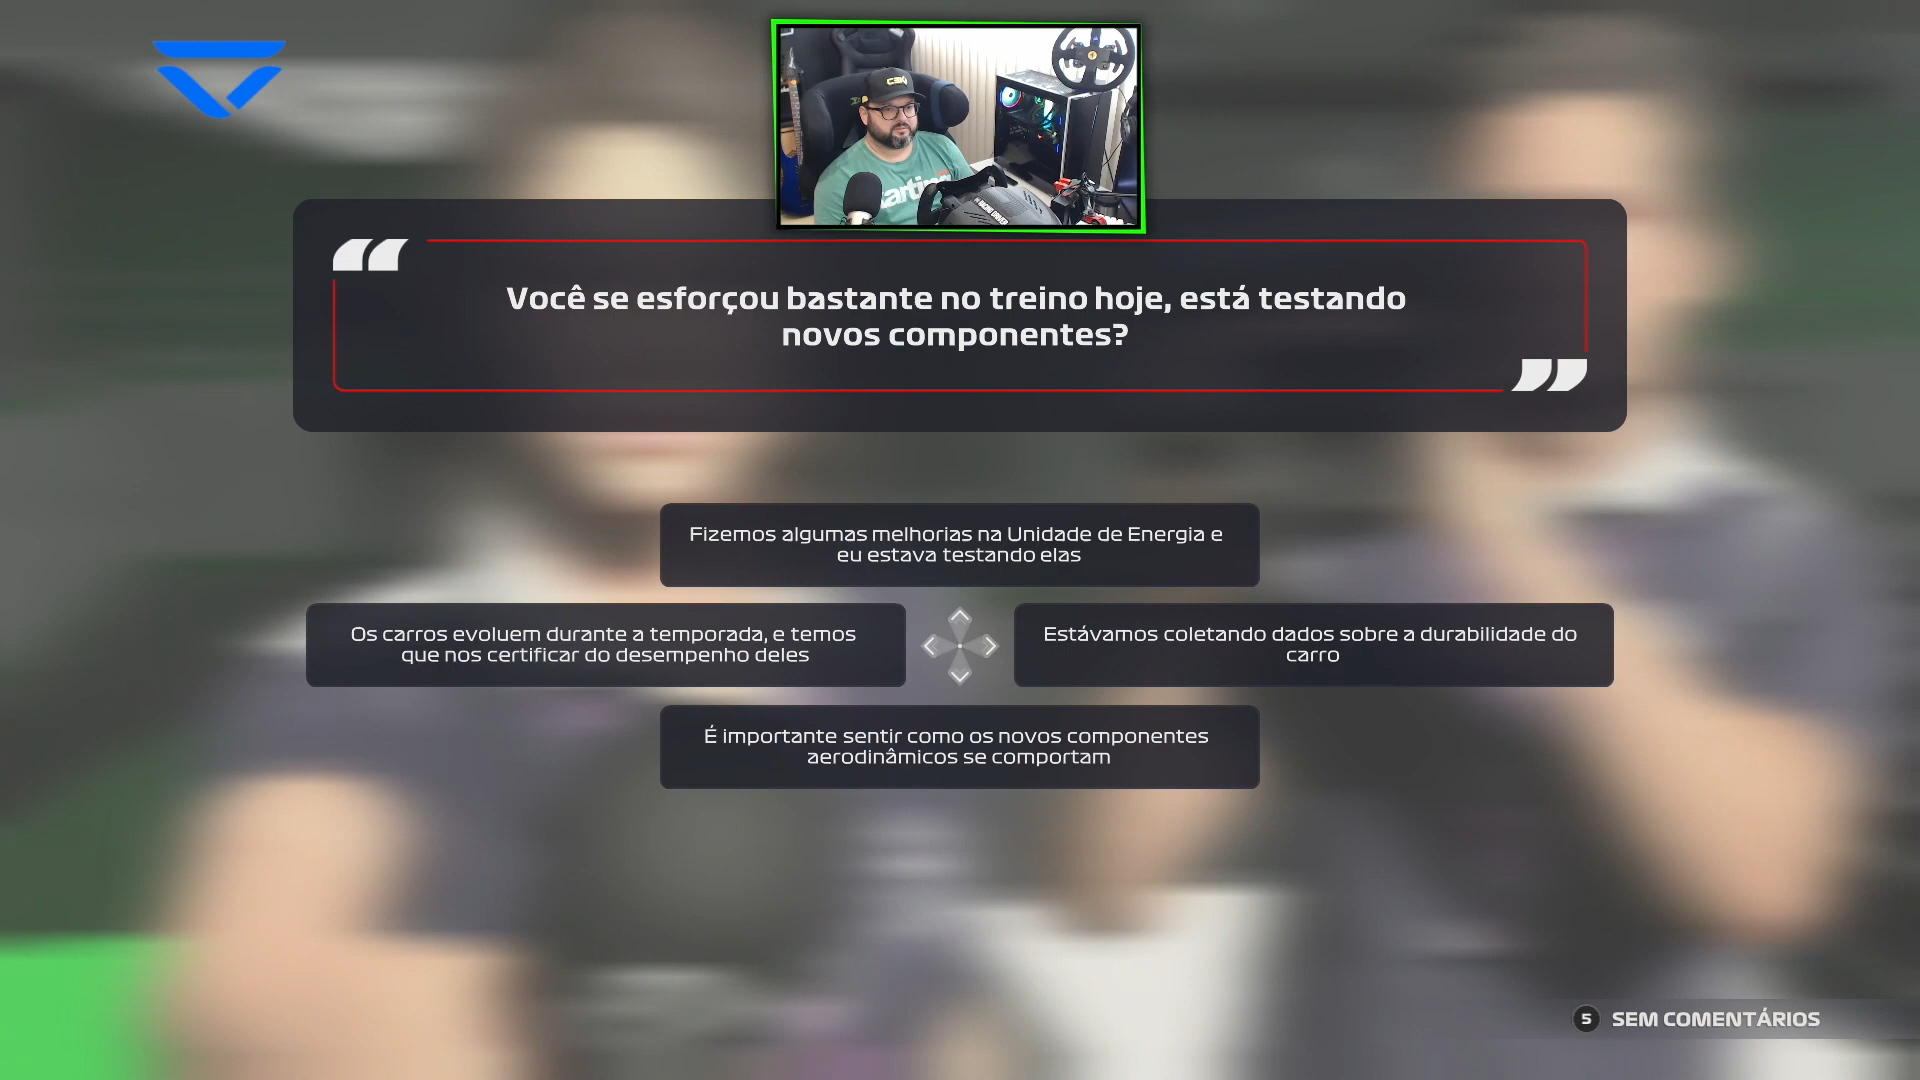 C3K
karting
Você se esforçou bastante no treino hoje, está testando
novos componentes?
Fizemos algumas melhorias na Unidade de Energia e
eu estava testando elas
Os carros evoluem durante a temporada, e temos
que nos certificar do desempenho deles
Estávamos coletando dados sobre a durabilidade do
carro
É importante sentir como os novos componentes
aerodinâmicos se comportam
5 SEM COMENTÁRIOS